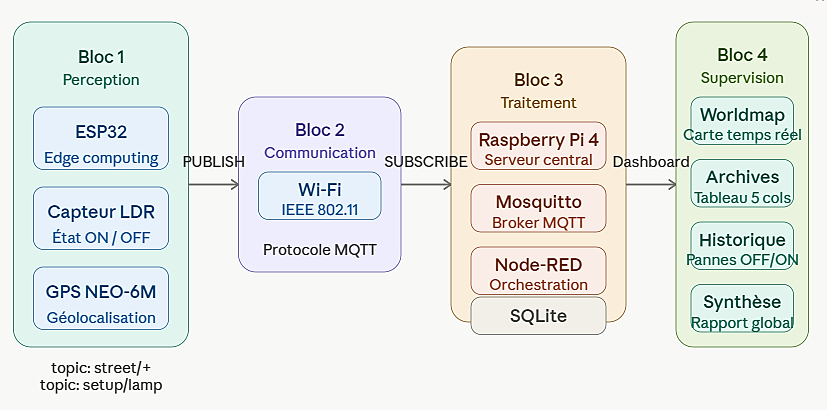 Bloc 1
Perception
ESP32
Edge computing
Capteur LDR
État ON / OFF
GPS NEO-6M
Géolocalisation
topic: street/+
topic: setup/lamp
PUBLISH
Bloc 2
Communication
Wi-Fi
IEEE 802.11
Protocole MQTT
SUBSCRIBE
Bloc 3
Traitement
Raspberry Pi 4
Serveur central
Mosquitto
Broker MQTT
Node-RED
Orchestration
SQLite
Dashboard
Bloc 4
Supervision
Worldmap
Carte temps réel
Archives
Tableau 5 cols
Historique
Pannes OFF/ON
Synthèse
Rapport global